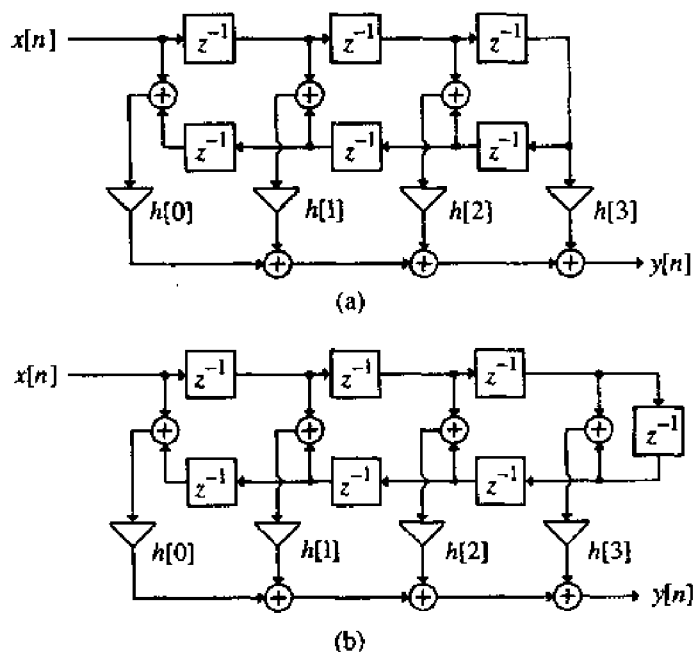 x[n] z⁻¹ z⁻¹ z⁻¹
+ + +
z⁻¹ z⁻¹ z⁻¹
h[0] h[1] h[2] h[3]
+ + + y[n]
(a)
x[n] z⁻¹ z⁻¹ z⁻¹
+ + + + z⁻¹
z⁻¹ z⁻¹ z⁻¹
h[0] h[1] h[2] h[3]
+ + + y[n]
(b)